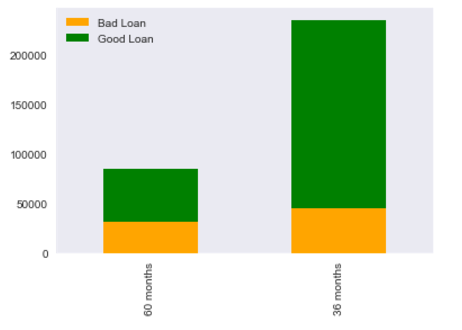 Bad Loan
Good Loan
200000
150000
100000
50000
0
60 months
36 months